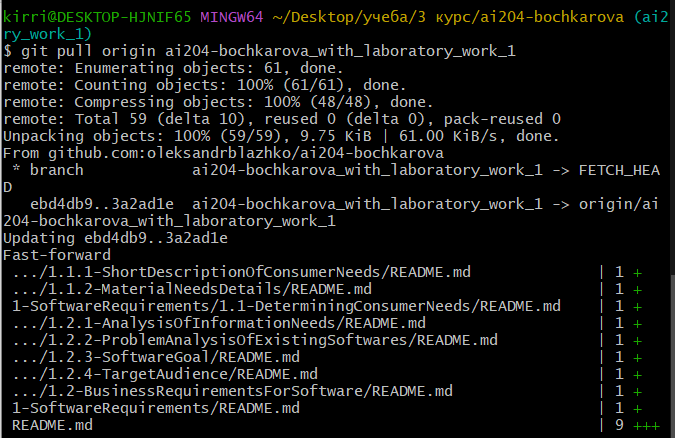 kirri@DESKTOP-HJNIF65 MINGW64 ~/Desktop/учеба/3 курс/ai204-bochkarova (ai2
ry_work_1)
$ git pull origin ai204-bochkarova_with_laboratory_work_1
remote: Enumerating objects: 61, done.
remote: Counting objects: 100% (61/61), done.
remote: Compressing objects: 100% (48/48), done.
remote: Total 59 (delta 10), reused 0 (delta 0), pack-reused 0
Unpacking objects: 100% (59/59), 9.75 KiB | 61.00 KiB/s, done.
From github.com:oleksandrblazhko/ai204-bochkarova
 * branch            ai204-bochkarova_with_laboratory_work_1 -> FETCH_HEA
D
   ebd4db9..3a2ad1e  ai204-bochkarova_with_laboratory_work_1 -> origin/ai
204-bochkarova_with_laboratory_work_1
Updating ebd4db9..3a2ad1e
Fast-forward
 .../1.1.1-ShortDescriptionOfConsumerNeeds/README.md | 1 +
 .../1.1.2-MaterialNeedsDetails/README.md | 1 +
 1-SoftwareRequirements/1.1-DeterminingConsumerNeeds/README.md | 1 +
 .../1.2.1-AnalysisOfInformationNeeds/README.md | 1 +
 .../1.2.2-ProblemAnalysisOfExistingSoftwares/README.md | 1 +
 .../1.2.3-SoftwareGoal/README.md | 1 +
 .../1.2.4-TargetAudience/README.md | 1 +
 .../1.2-BusinessRequirementsForSoftware/README.md | 1 +
 1-SoftwareRequirements/README.md | 1 +
 README.md | 9 +++